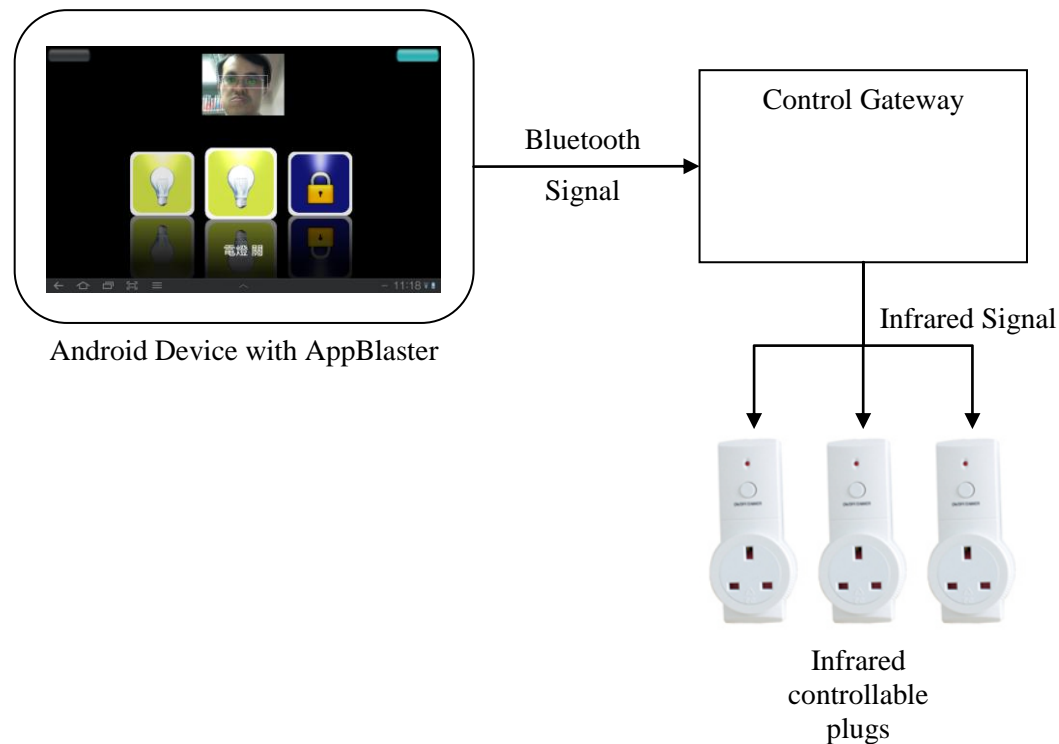 Control Gateway
Bluetooth
Signal
電燈 關
11:18
Android Device with AppBlaster
Infrared Signal
Infrared
controllable
plugs